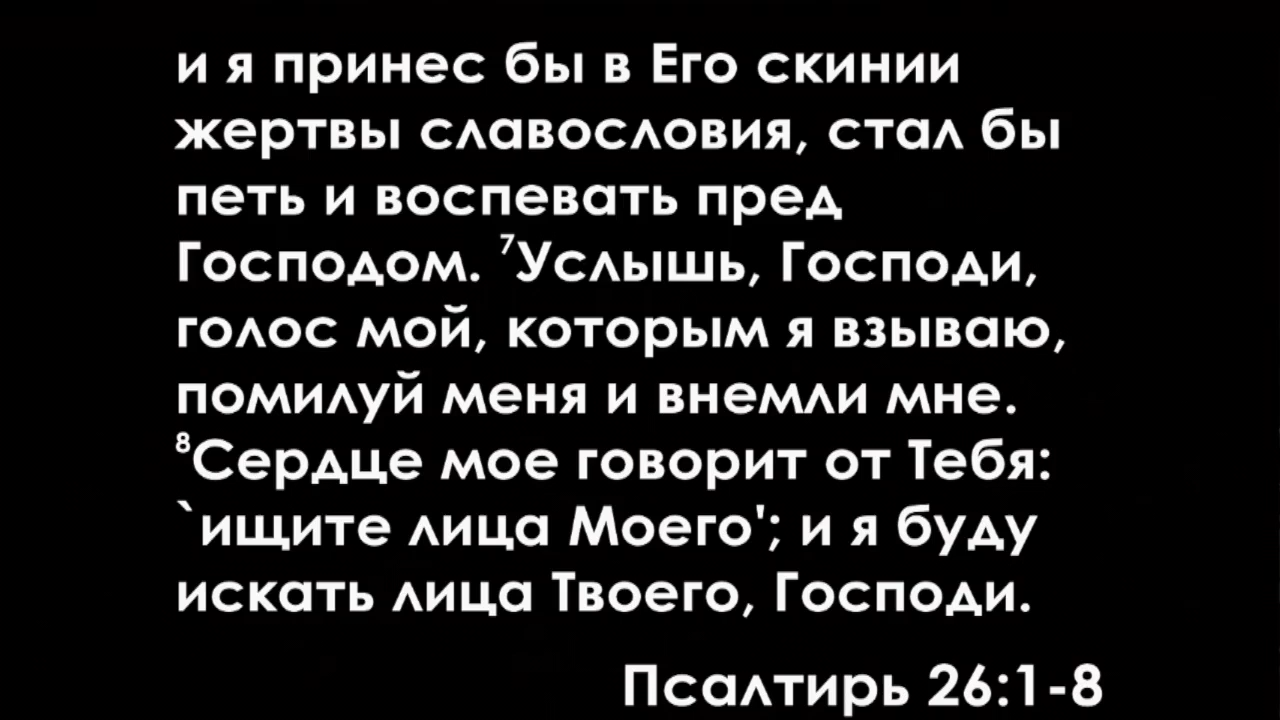 и я принес бы в Его скинии
жертвы славословия, стал бы
петь и воспевать пред
Господом. ⁷Услышь, Господи,
голос мой, которым я взываю,
помилуй меня и внемли мне.
⁸Сердце мое говорит от Тебя:
`ищите лица Моего'; и я буду
искать лица Твоего, Господи.
Псалтирь 26:1-8